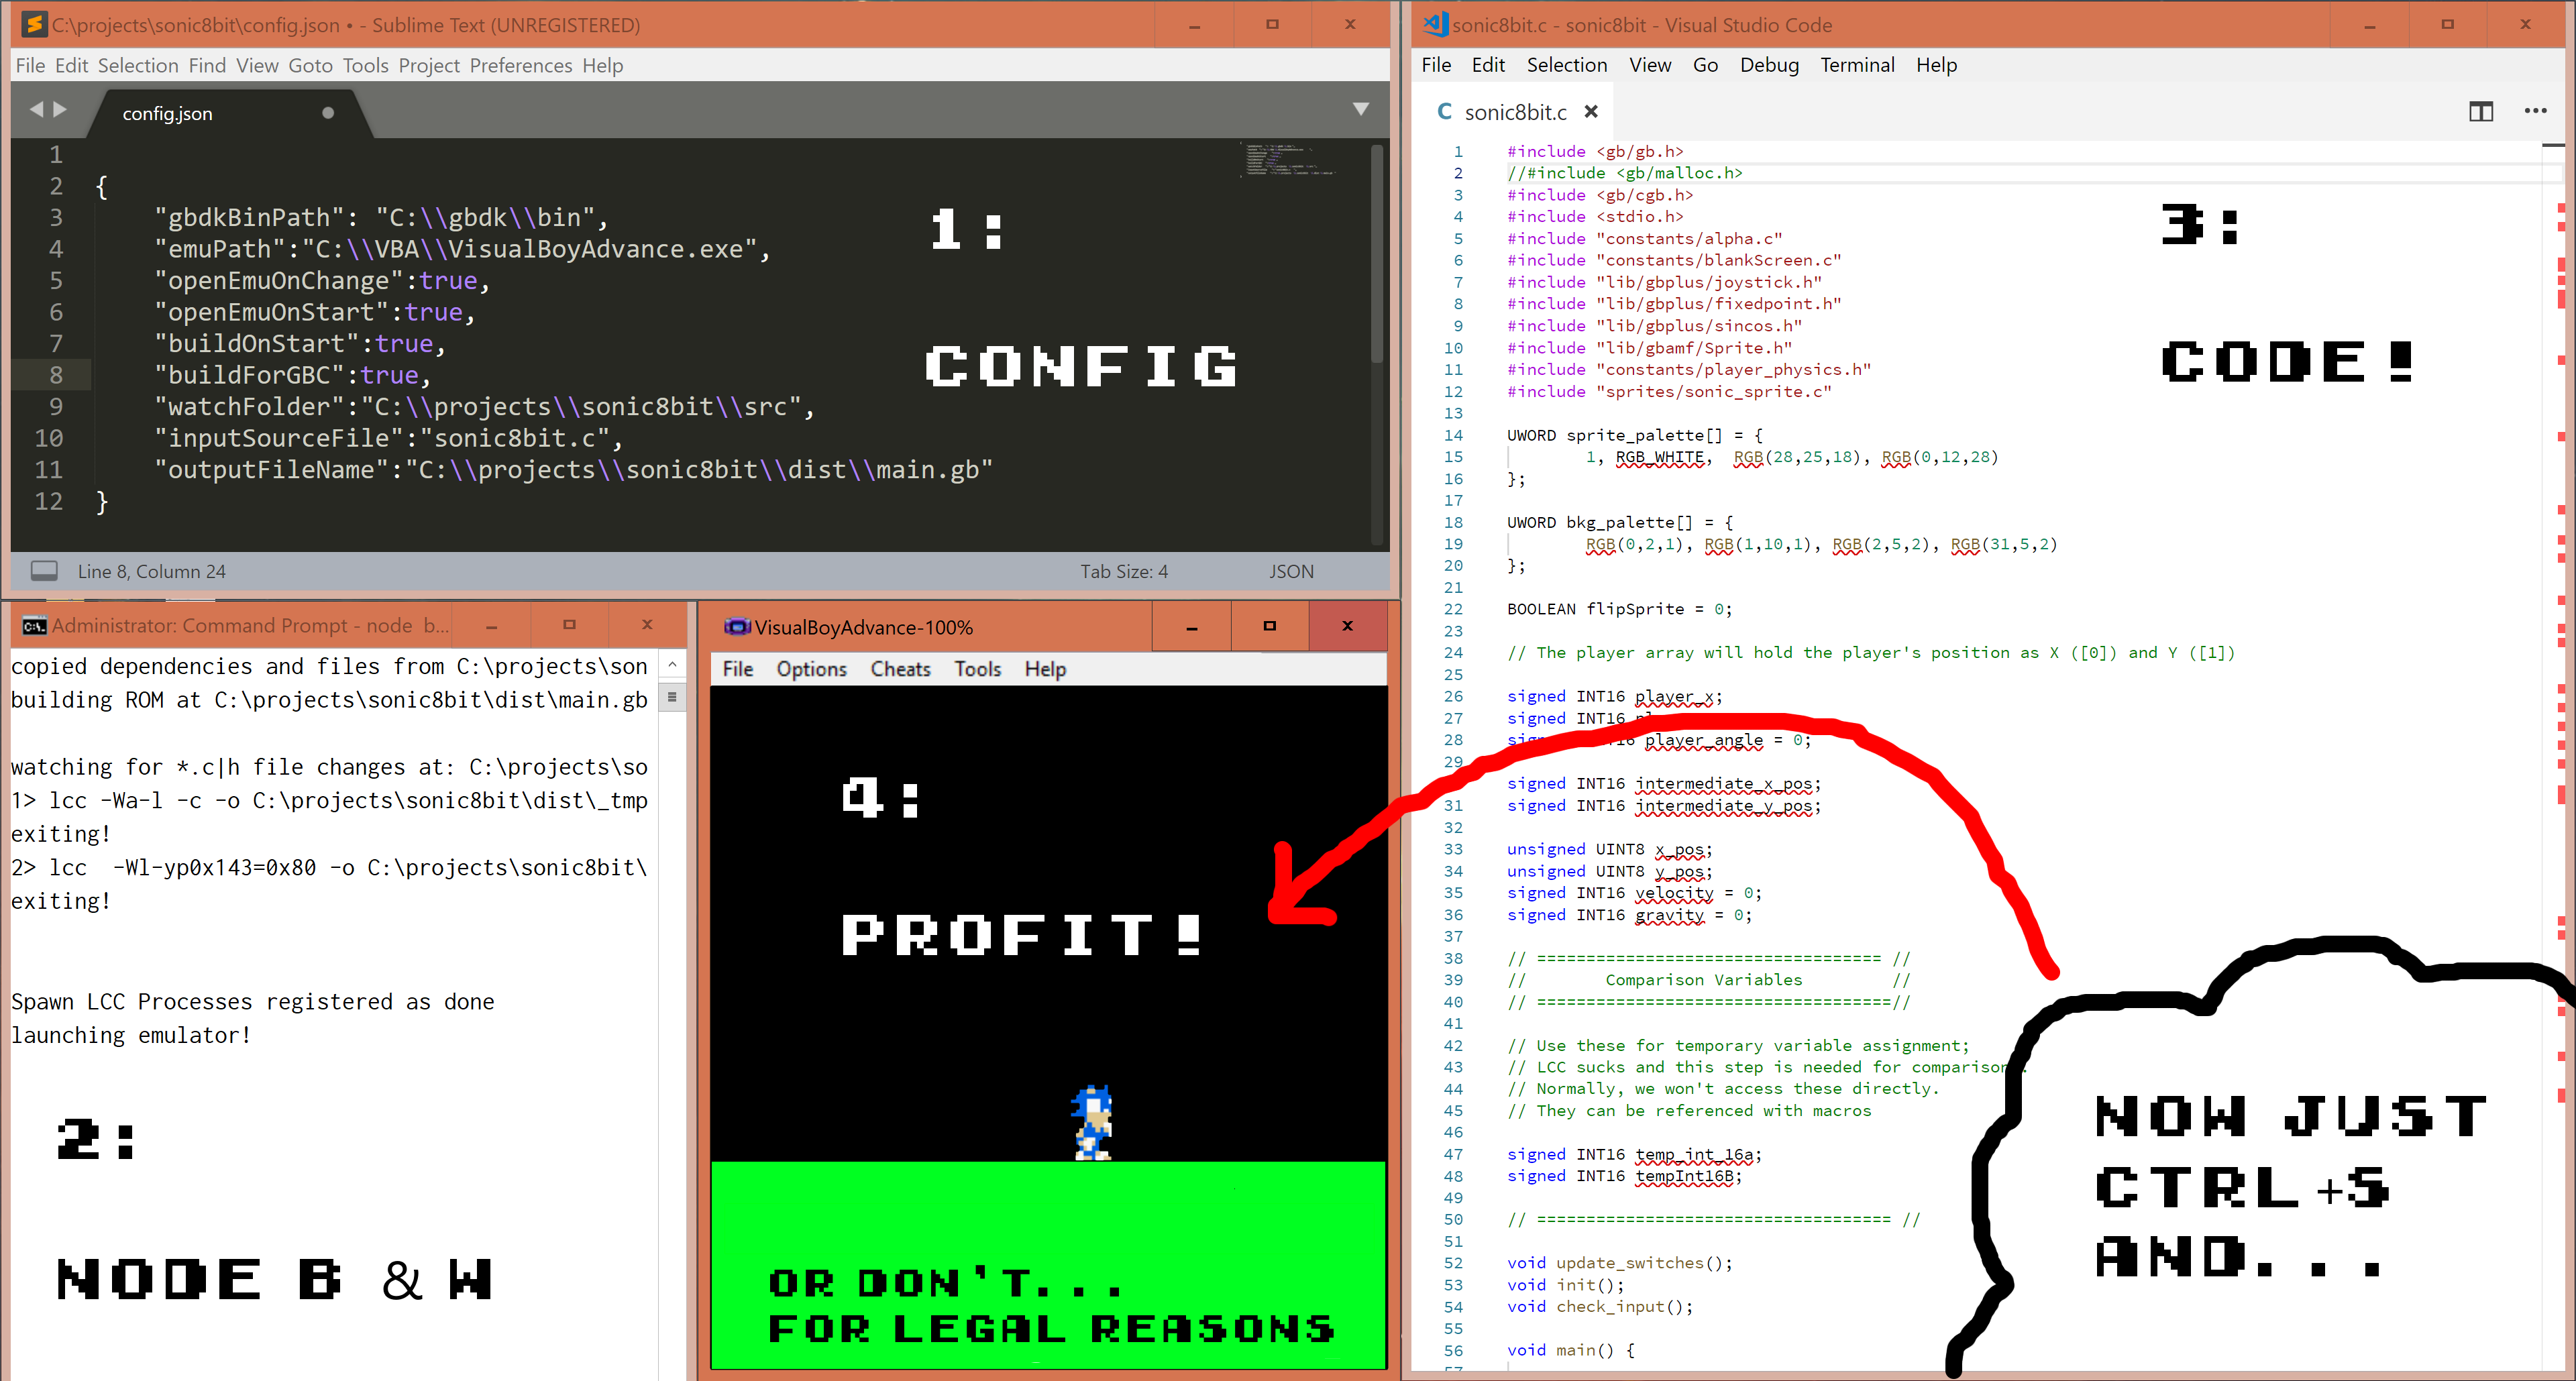 C:\projects\sonic8bit\config.json • - Sublime Text (UNREGISTERED)
File Edit Selection Find View Goto Tools Project Preferences Help
config.json
1
2 {
3 "gbdkBinPath": "C:\\gbdk\\bin",
4 "emuPath":"C:\\VBA\\VisualBoyAdvance.exe",
5 "openEmuOnChange":true,
6 "openEmuOnStart":true,
7 "buildOnStart":true,
8 "buildForGBC":true,
9 "watchFolder":"C:\\projects\\sonic8bit\\src",
10 "inputSourceFile":"sonic8bit.c",
11 "outputFileName":"C:\\projects\\sonic8bit\\dist\\main.gb"
12 }
1:
CONFIG
Line 8, Column 24 Tab Size: 4 JSON
Administrator: Command Prompt - node b...
copied dependencies and files from C:\projects\son
building ROM at C:\projects\sonic8bit\dist\main.gb
watching for *.c|h file changes at: C:\projects\so
1> lcc -Wa-l -c -o C:\projects\sonic8bit\dist\_tmp
exiting!
2> lcc  -Wl-yp0x143=0x80 -o C:\projects\sonic8bit\
exiting!
Spawn LCC Processes registered as done
launching emulator!
2:
NODE B & W
VisualBoyAdvance-100%
File Options Cheats Tools Help
4:
PROFIT!
OR DON'T...
FOR LEGAL REASONS
sonic8bit.c - sonic8bit - Visual Studio Code
File Edit Selection View Go Debug Terminal Help
C sonic8bit.c
1 #include <gb/gb.h>
2 //#include <gb/malloc.h>
3 #include <gb/cgb.h>
4 #include <stdio.h>
5 #include "constants/alpha.c"
6 #include "constants/blankScreen.c"
7 #include "lib/gbplus/joystick.h"
8 #include "lib/gbplus/fixedpoint.h"
9 #include "lib/gbplus/sincos.h"
10 #include "lib/gbamf/Sprite.h"
11 #include "constants/player_physics.h"
12 #include "sprites/sonic_sprite.c"
13
14 UWORD sprite_palette[] = {
15 1, RGB_WHITE, RGB(28,25,18), RGB(0,12,28)
16 };
17
18 UWORD bkg_palette[] = {
19 RGB(0,2,1), RGB(1,10,1), RGB(2,5,2), RGB(31,5,2)
20 };
21
22 BOOLEAN flipSprite = 0;
23
24 // The player array will hold the player's position as X ([0]) and Y ([1])
25
26 signed INT16 player_x;
27 signed INT16
28 player_angle = 0;
29
signed INT16 intermediate_x_pos;
31 signed INT16 intermediate_y_pos;
32
33 unsigned UINT8 x_pos;
34 unsigned UINT8 y_pos;
35 signed INT16 velocity = 0;
36 signed INT16 gravity = 0;
37
38 // =================================== //
39 // Comparison Variables //
40 // ====================================//
41
42 // Use these for temporary variable assignment;
43 // LCC sucks and this step is needed for comparison
44 // Normally, we won't access these directly.
45 // They can be referenced with macros
46
47 signed INT16 temp_int_16a;
48 signed INT16 tempInt16B;
49
50 // ==================================== //
51
52 void update_switches();
53 void init();
54 void check_input();
55
56 void main() {
3:
CODE!
NOW JUST
CTRL+S
AND...